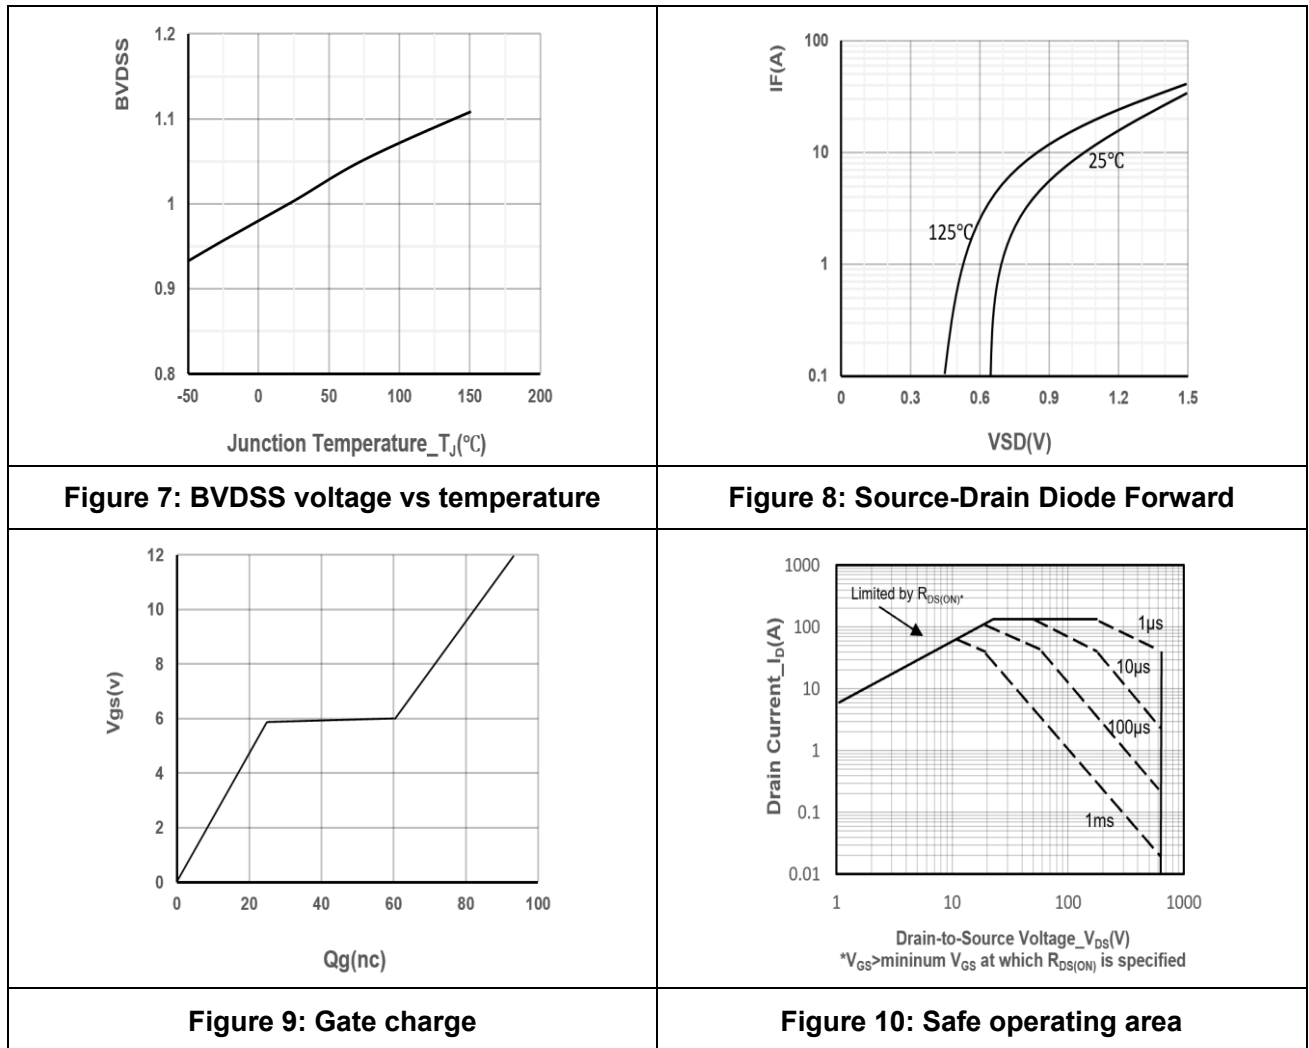 1.2
1.1
1
0.9
0.8
BVDSS
-50 0 50 100 150 200
Junction Temperature_TJ(℃)
Figure 7: BVDSS voltage vs temperature
100
10
1
0.1
IF(A)
125℃
25℃
0 0.3 0.6 0.9 1.2 1.5
VSD(V)
Figure 8: Source-Drain Diode Forward
12
10
8
6
4
2
0
Vgs(v)
0 20 40 60 80 100
Qg(nc)
Figure 9: Gate charge
1000
100
10
1
0.1
0.01
Drain Current_ID(A)
Limited by RDS(ON)*
1μs
10μs
100μs
1ms
1 10 100 1000
Drain-to-Source Voltage_VDS(V)
*VGS>mininum VGS at which RDS(ON) is specified
Figure 10: Safe operating area